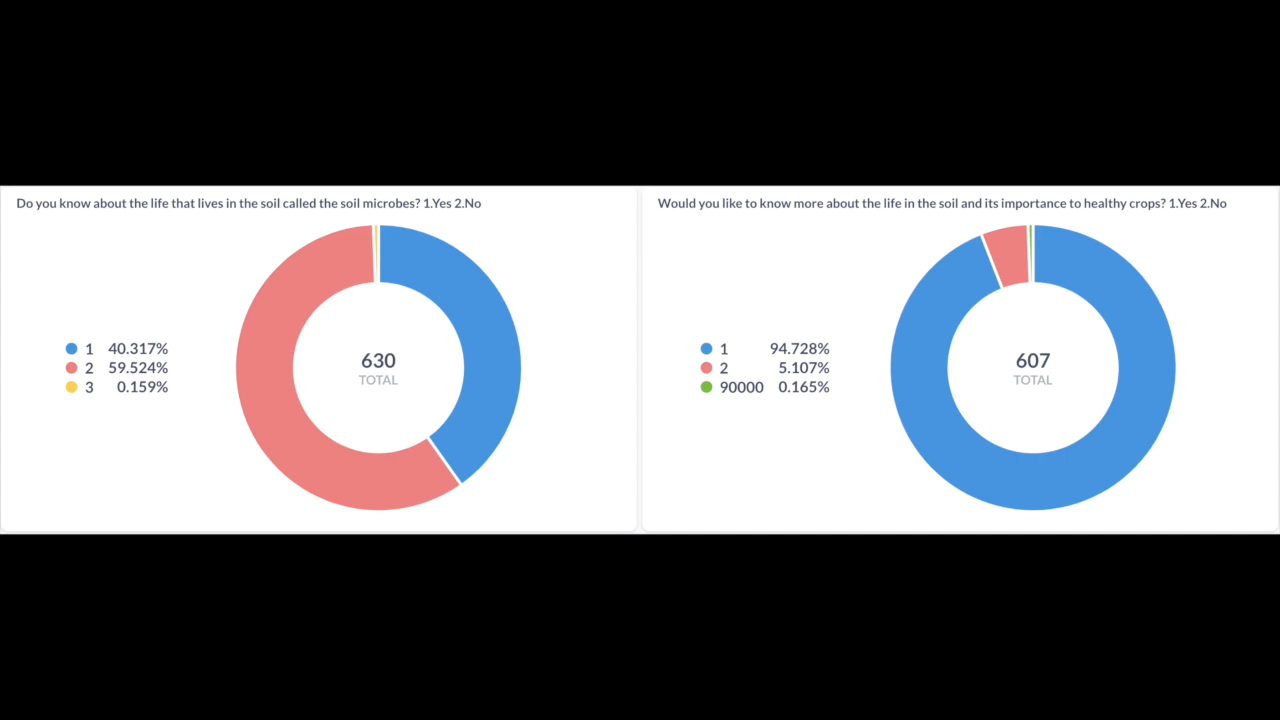 Do you know about the life that lives in the soil called the soil microbes? 1.Yes 2.No
1 40.317%
2 59.524%
3 0.159%
630
TOTAL
Would you like to know more about the life in the soil and its importance to healthy crops? 1.Yes 2.No
1 94.728%
2 5.107%
90000 0.165%
607
TOTAL